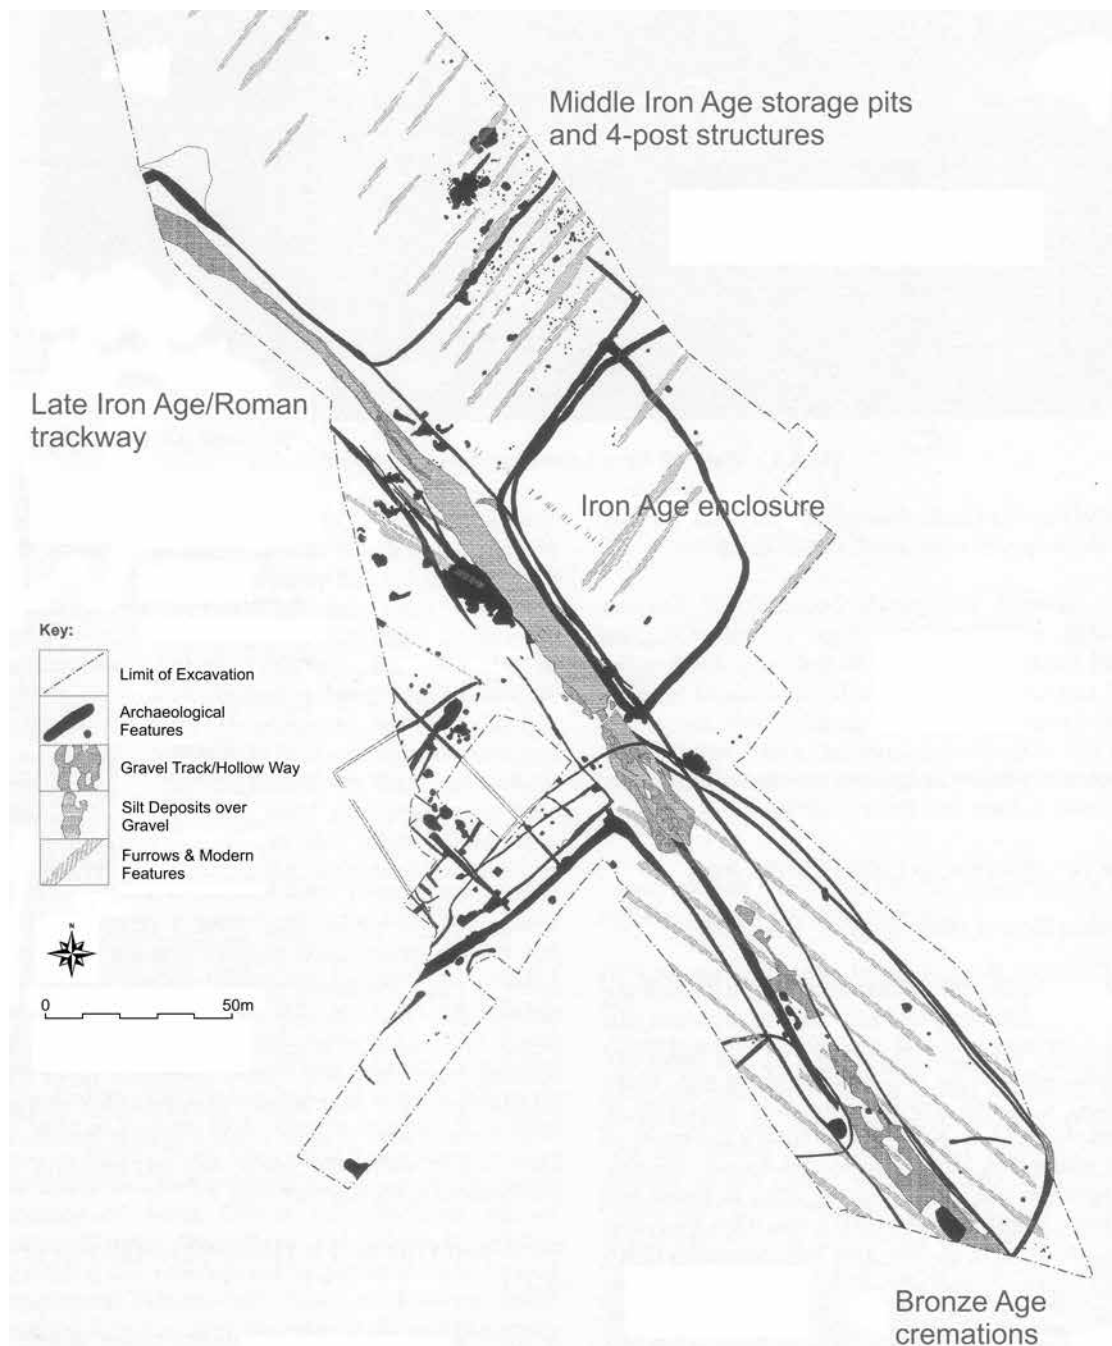 Middle Iron Age storage pits
and 4-post structures
Late Iron Age/Roman
trackway
Iron Age enclosure
Key:
Limit of Excavation
Archaeological
Features
Gravel Track/Hollow Way
Silt Deposits over
Gravel
Furrows & Modern
Features
N
0 50m
Bronze Age
cremations